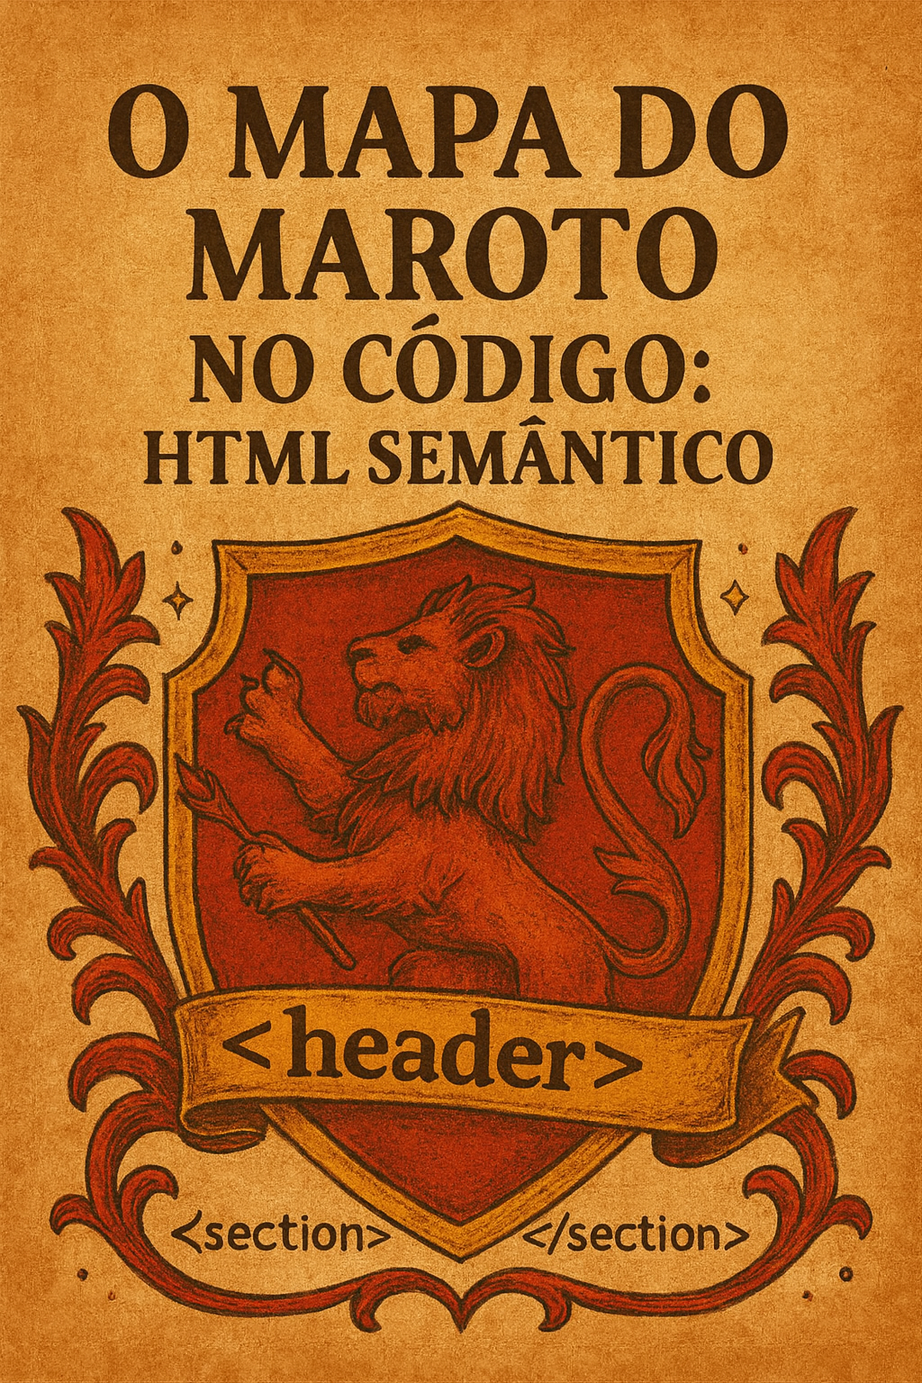 O MAPA DO
MAROTO
NO CÓDIGO:
HTML SEMÂNTICO
<header>
<section> </section>